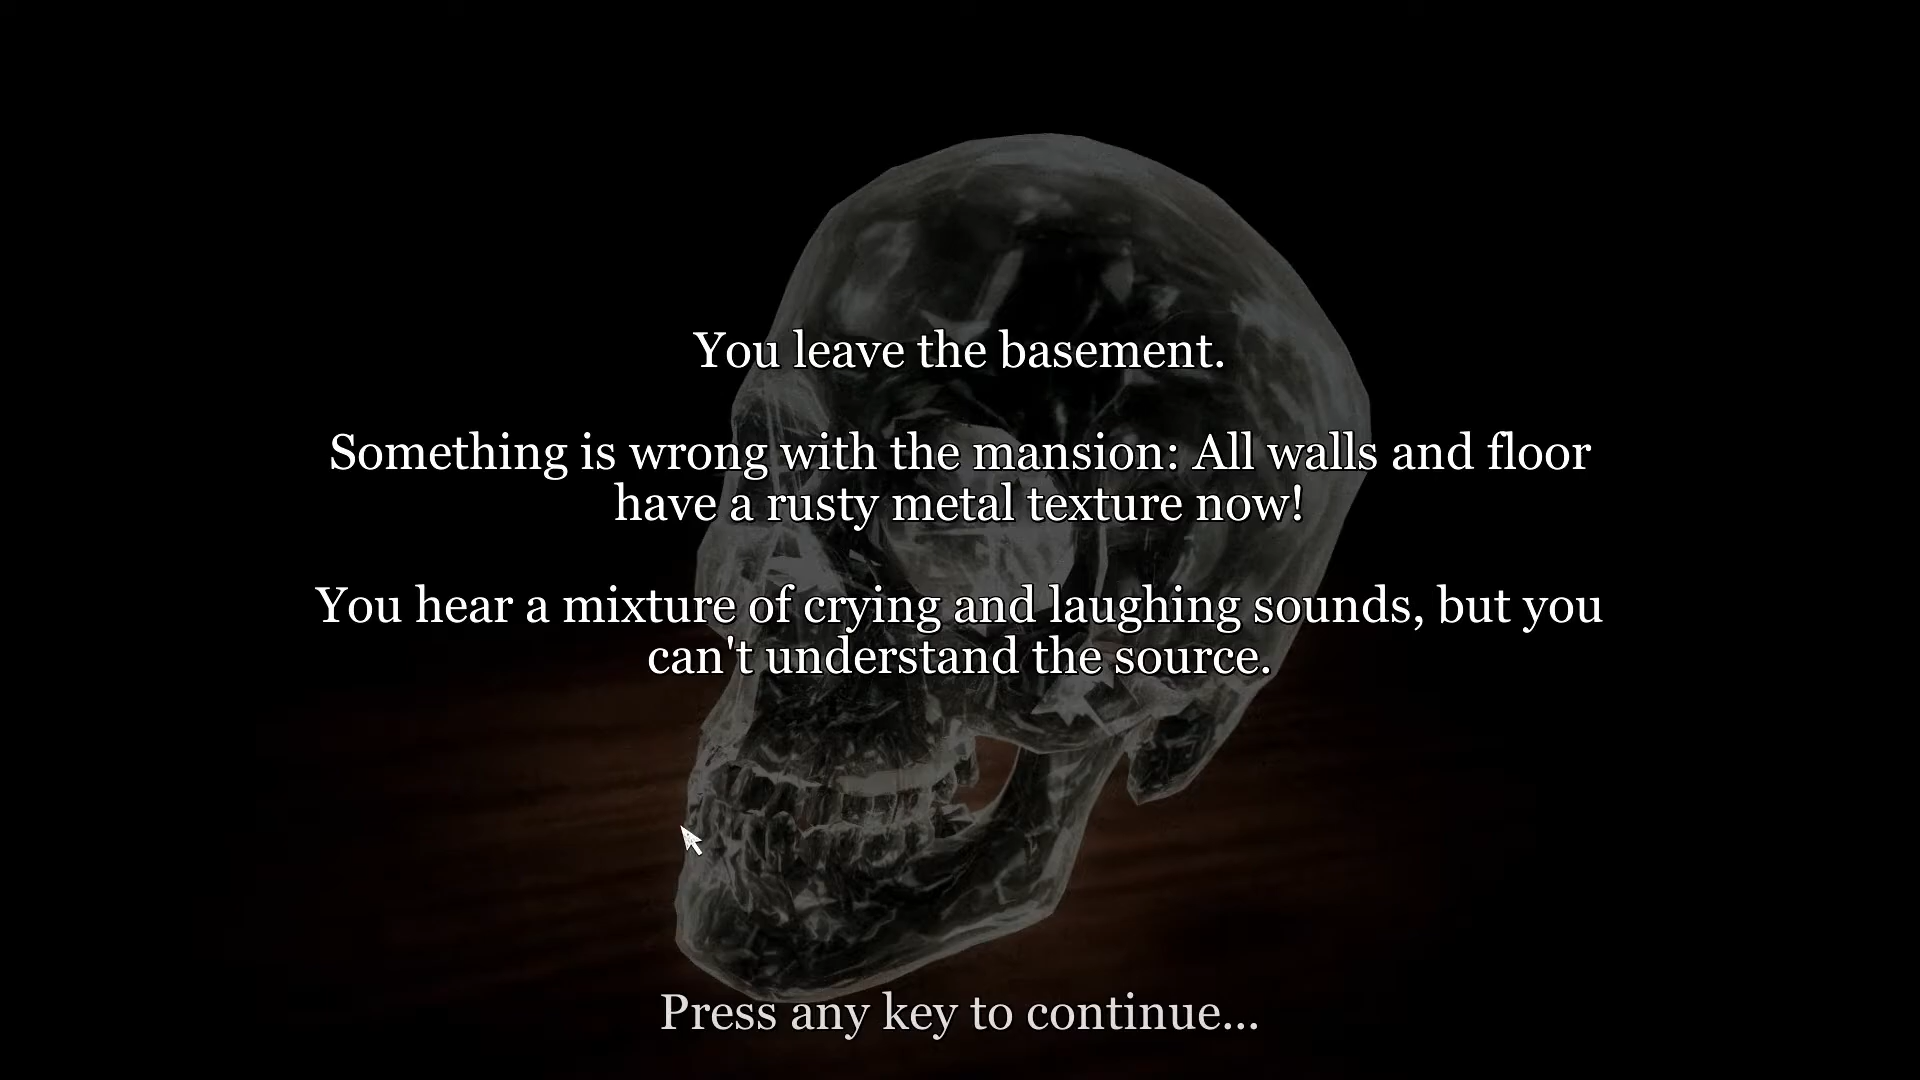 You leave the basement.
Something is wrong with the mansion: All walls and floor
have a rusty metal texture now!
You hear a mixture of crying and laughing sounds, but you
can't understand the source.
Press any key to continue...